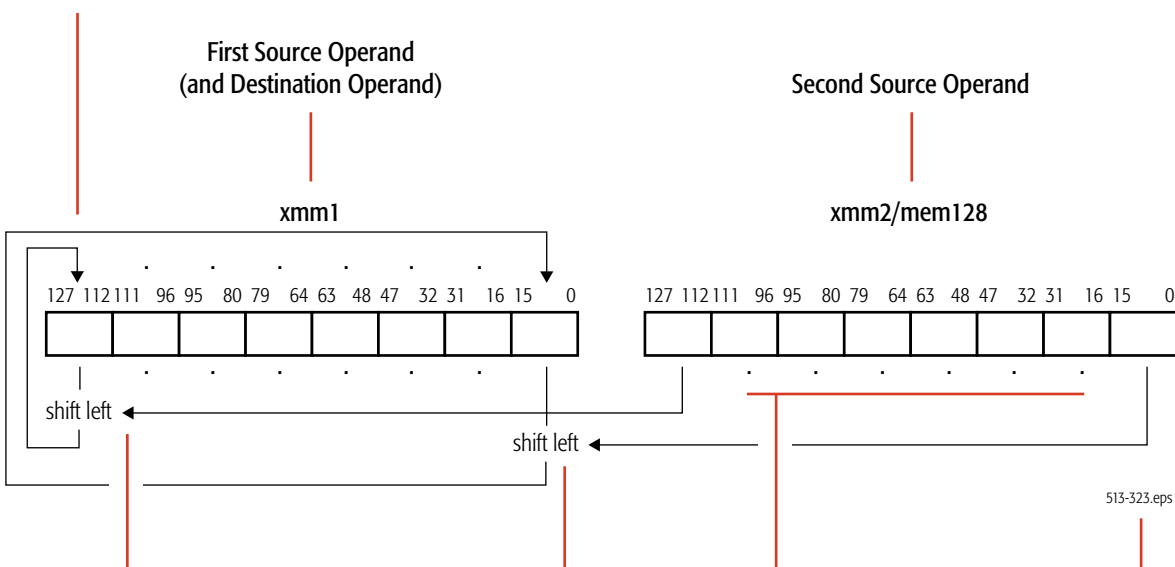 First Source Operand
(and Destination Operand)
Second Source Operand
xmm1
xmm2/mem128
127 112 111 96 95 80 79 64 63 48 47 32 31 16 15 0
127 112 111 96 95 80 79 64 63 48 47 32 31 16 15 0
shift left
shift left
513-323.eps